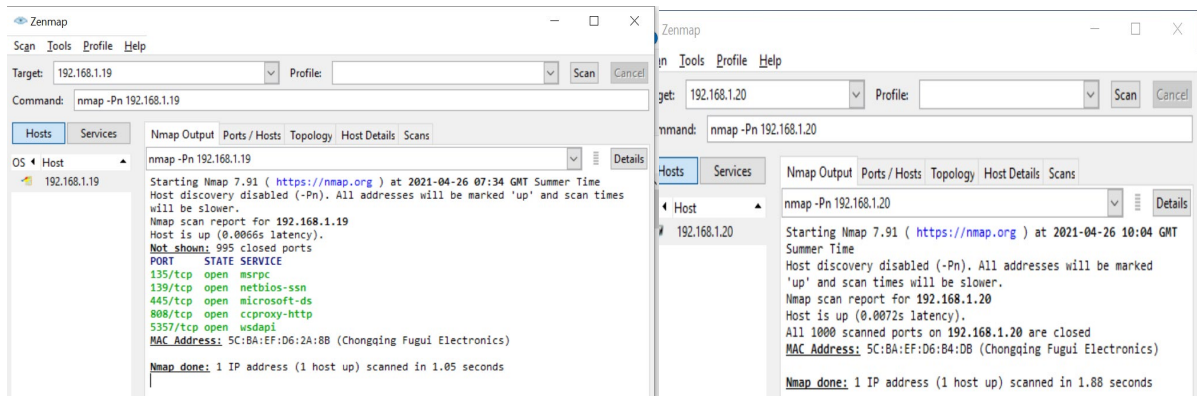 Zenmap
Scan Tools Profile Help
Target: 192.168.1.19 Profile: Scan Cancel
Command: nmap -Pn 192.168.1.19
Hosts Services
Nmap Output Ports / Hosts Topology Host Details Scans
OS Host
192.168.1.19
nmap -Pn 192.168.1.19 Details
Starting Nmap 7.91 ( https://nmap.org ) at 2021-04-26 07:34 GMT Summer Time
Host discovery disabled (-Pn). All addresses will be marked 'up' and scan times
will be slower.
Nmap scan report for 192.168.1.19
Host is up (0.0066s latency).
Not shown: 995 closed ports
PORT STATE SERVICE
135/tcp open msrpc
139/tcp open netbios-ssn
445/tcp open microsoft-ds
808/tcp open ccproxy-http
5357/tcp open wsdapi
MAC Address: 5C:BA:EF:D6:2A:8B (Chongqing Fugui Electronics)
Nmap done: 1 IP address (1 host up) scanned in 1.05 seconds
Zenmap
n Tools Profile Help
get: 192.168.1.20 Profile: Scan Cancel
mmand: nmap -Pn 192.168.1.20
Hosts Services
Nmap Output Ports / Hosts Topology Host Details Scans
Host
192.168.1.20
nmap -Pn 192.168.1.20 Details
Starting Nmap 7.91 ( https://nmap.org ) at 2021-04-26 10:04 GMT
Summer Time
Host discovery disabled (-Pn). All addresses will be marked
'up' and scan times will be slower.
Nmap scan report for 192.168.1.20
Host is up (0.0072s latency).
All 1000 scanned ports on 192.168.1.20 are closed
MAC Address: 5C:BA:EF:D6:B4:DB (Chongqing Fugui Electronics)
Nmap done: 1 IP address (1 host up) scanned in 1.88 seconds